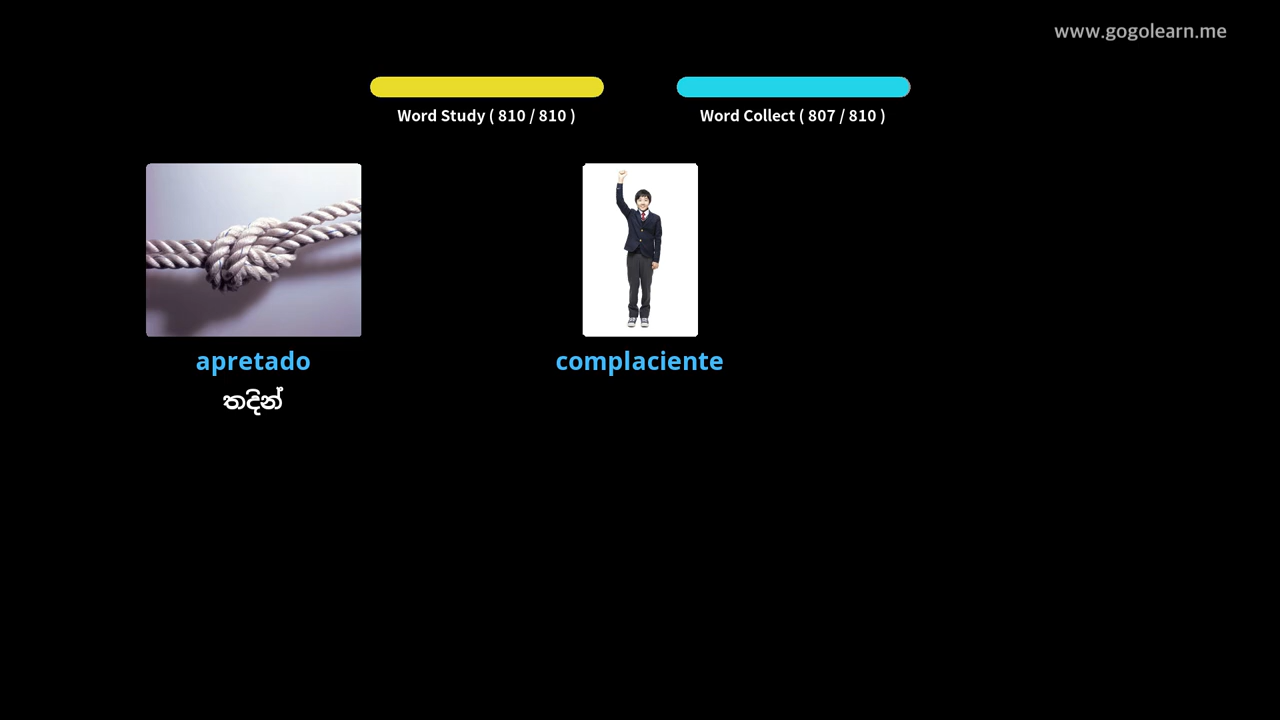 www.gogolearn.me
Word Study ( 810 / 810 )
Word Collect ( 807 / 810 )
apretado
complaciente
තදින්